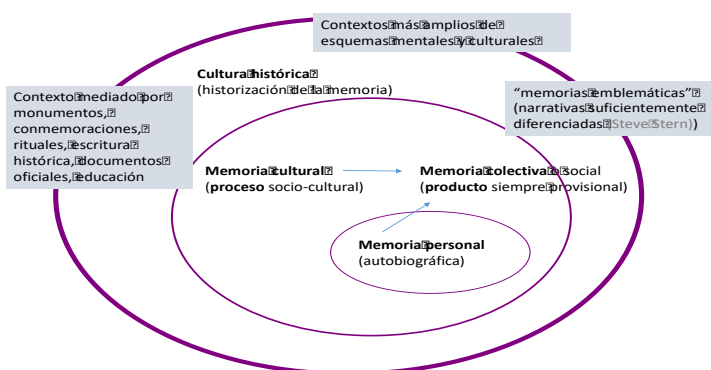 Contextos más amplios de
esquemas mentales y culturales
Cultura histórica
(historización de la memoria)
Contexto mediado por
monumentos,
conmemoraciones,
rituales, escritura
histórica, documentos
oficiales, educación
“memorias emblemáticas”
(narrativas suficientemente
diferenciadas (Steve Stern))
Memoria cultural
(proceso socio-cultural)
Memoria colectiva o social
(producto siempre provisional)
Memoria personal
(autobiográfica)